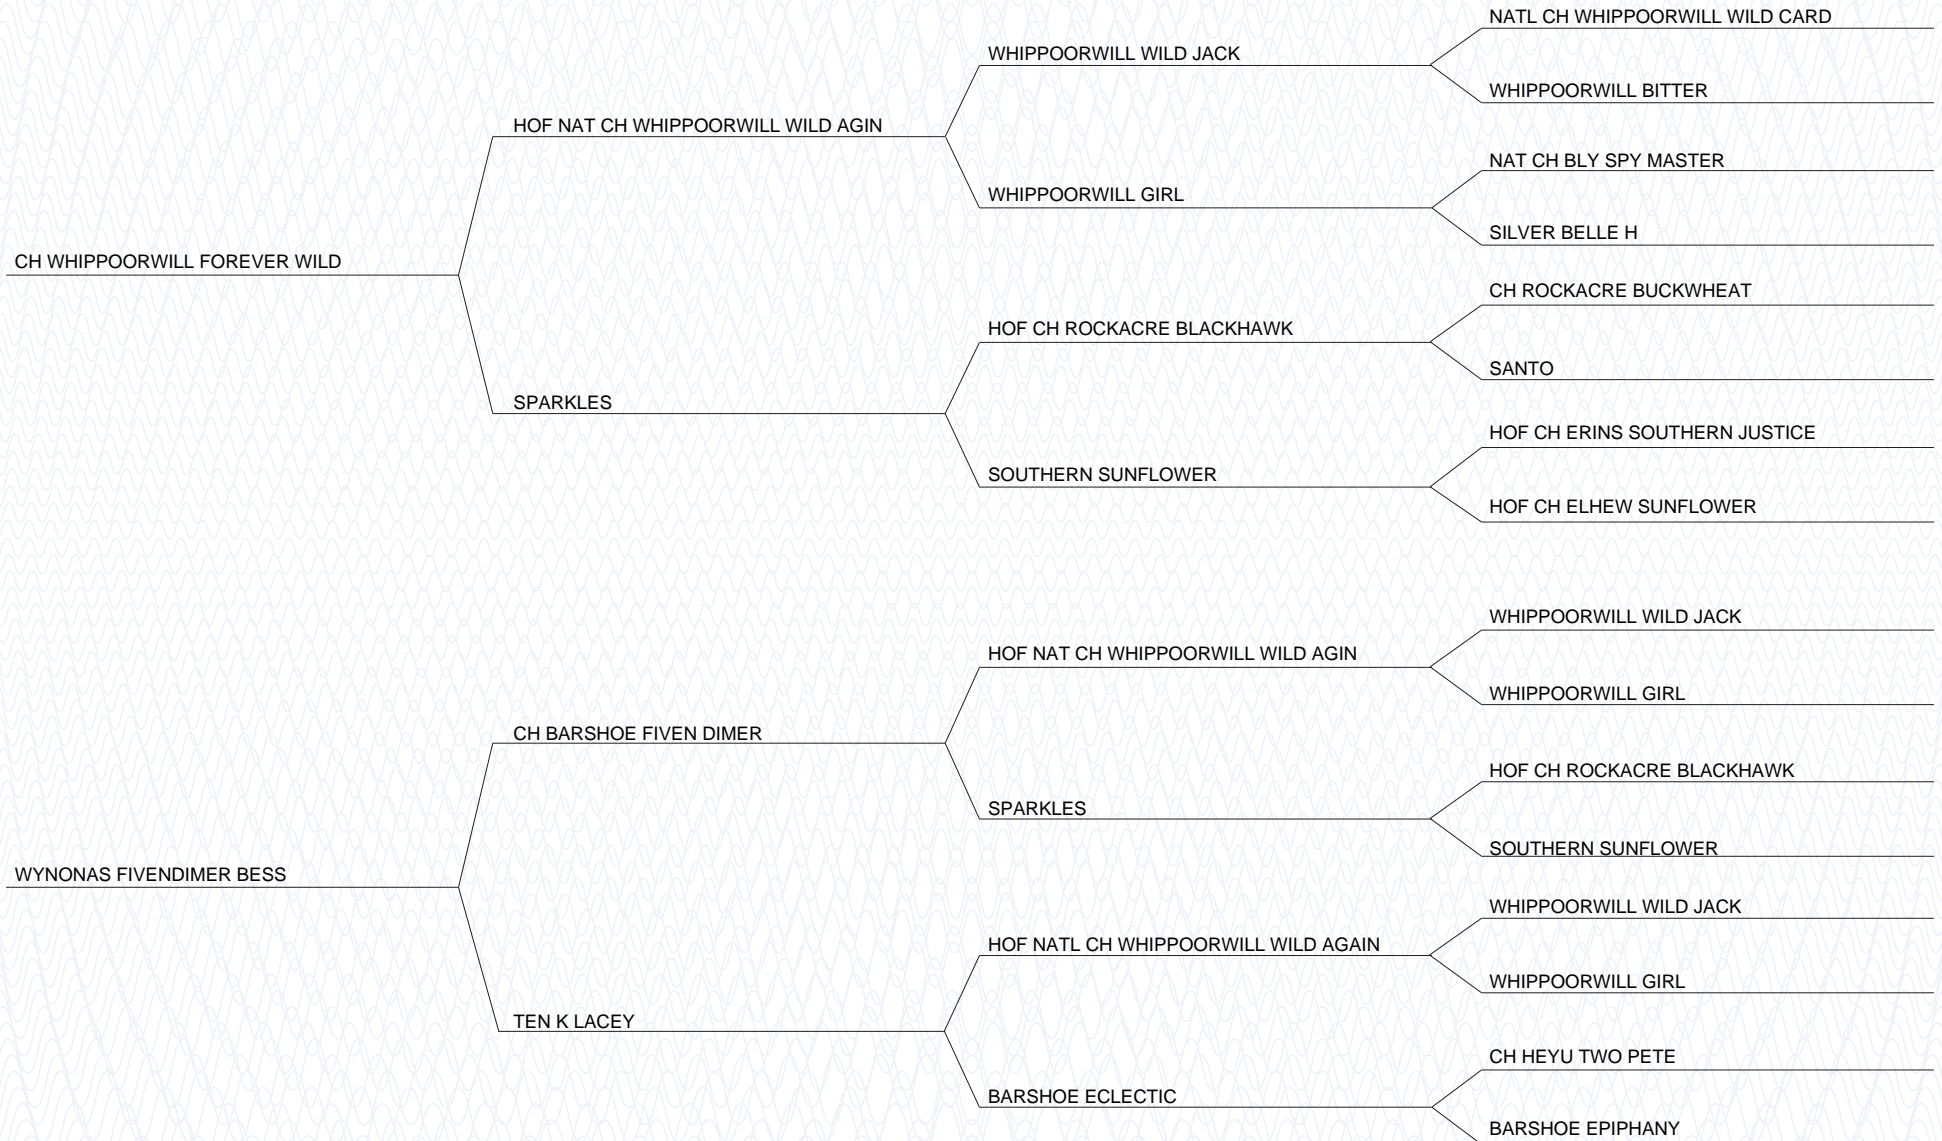 NATL CH WHIPPOORWILL WILD CARD
WHIPPOORWILL WILD JACK
WHIPPOORWILL BITTER
HOF NAT CH WHIPPOORWILL WILD AGIN
NAT CH BLY SPY MASTER
WHIPPOORWILL GIRL
SILVER BELLE H
CH WHIPPOORWILL FOREVER WILD
CH ROCKACRE BUCKWHEAT
HOF CH ROCKACRE BLACKHAWK
SANTO
SPARKLES
HOF CH ERINS SOUTHERN JUSTICE
SOUTHERN SUNFLOWER
HOF CH ELHEW SUNFLOWER
WHIPPOORWILL WILD JACK
HOF NAT CH WHIPPOORWILL WILD AGIN
WHIPPOORWILL GIRL
CH BARSHOE FIVEN DIMER
HOF CH ROCKACRE BLACKHAWK
SPARKLES
SOUTHERN SUNFLOWER
WYNONAS FIVENDIMER BESS
WHIPPOORWILL WILD JACK
HOF NATL CH WHIPPOORWILL WILD AGAIN
WHIPPOORWILL GIRL
TEN K LACEY
CH HEYU TWO PETE
BARSHOE ECLECTIC
BARSHOE EPIPHANY